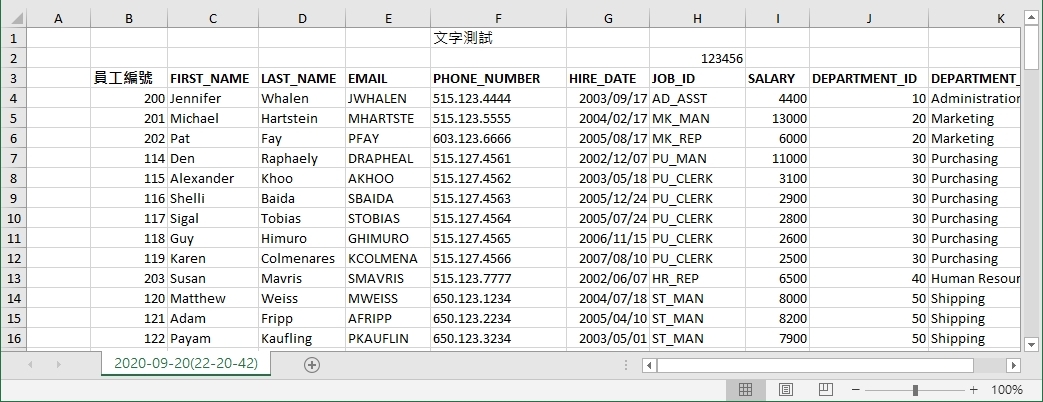 A B C D E F G H I J K
1 文字測試
2 123456
3 員工編號 FIRST_NAME LAST_NAME EMAIL PHONE_NUMBER HIRE_DATE JOB_ID SALARY DEPARTMENT_ID DEPARTMENT_
4 200 Jennifer Whalen JWHALEN 515.123.4444 2003/09/17 AD_ASST 4400 10 Administration
5 201 Michael Hartstein MHARTSTE 515.123.5555 2004/02/17 MK_MAN 13000 20 Marketing
6 202 Pat Fay PFAY 603.123.6666 2005/08/17 MK_REP 6000 20 Marketing
7 114 Den Raphaely DRAPHEAL 515.127.4561 2002/12/07 PU_MAN 11000 30 Purchasing
8 115 Alexander Khoo AKHOO 515.127.4562 2003/05/18 PU_CLERK 3100 30 Purchasing
9 116 Shelli Baida SBAIDA 515.127.4563 2005/12/24 PU_CLERK 2900 30 Purchasing
10 117 Sigal Tobias STOBIAS 515.127.4564 2005/07/24 PU_CLERK 2800 30 Purchasing
11 118 Guy Himuro GHIMURO 515.127.4565 2006/11/15 PU_CLERK 2600 30 Purchasing
12 119 Karen Colmenares KCOLMENA 515.127.4566 2007/08/10 PU_CLERK 2500 30 Purchasing
13 203 Susan Mavris SMAVRIS 515.123.7777 2002/06/07 HR_REP 6500 40 Human Resour
14 120 Matthew Weiss MWEISS 650.123.1234 2004/07/18 ST_MAN 8000 50 Shipping
15 121 Adam Fripp AFRIPP 650.123.2234 2005/04/10 ST_MAN 8200 50 Shipping
16 122 Payam Kaufling PKAUFLIN 650.123.3234 2003/05/01 ST_MAN 7900 50 Shipping
2020-09-20(22-20-42)
100%